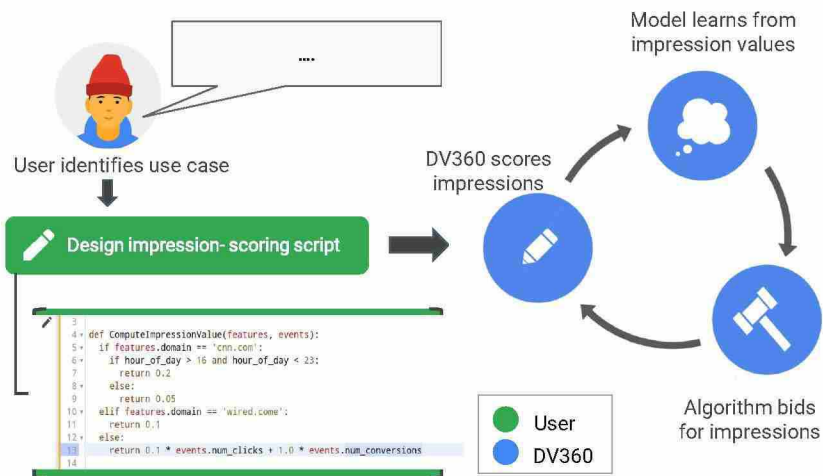 ....
User identifies use case
Design impression- scoring script
3
4 def ComputeImpressionValue(features, events):
5 if features.domain == 'cnn.com':
6 if hour_of_day > 16 and hour_of_day < 23:
7 return 0.2
8 else:
9 return 0.05
10 elif features.domain == 'wired.come':
11 return 0.1
12 else:
13 return 0.1 * events.num_clicks + 1.0 * events.num_conversions
14
Model learns from
impression values
DV360 scores
impressions
Algorithm bids
for impressions
User
DV360